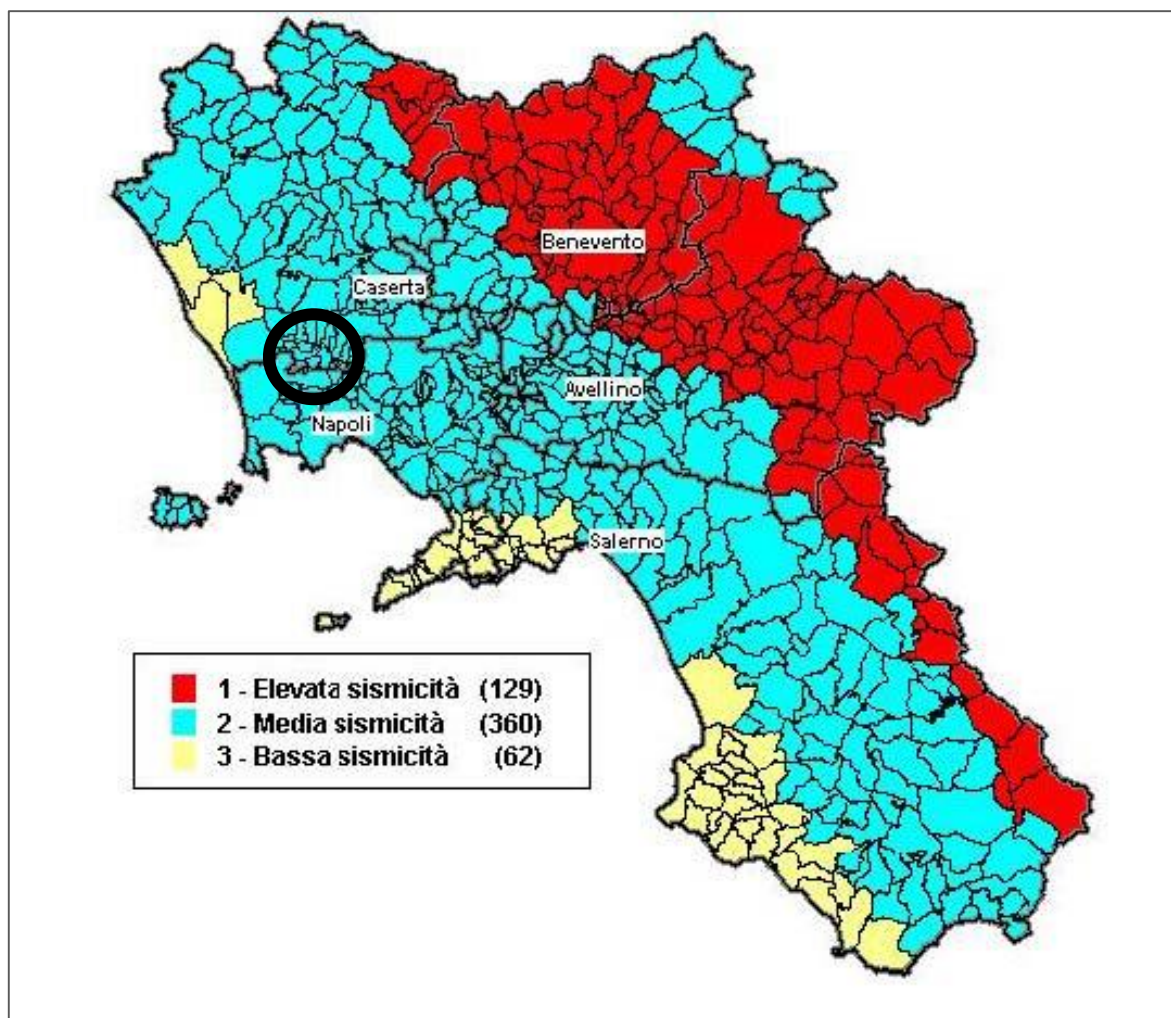 Benevento
Caserta
Avellino
Napoli
Salerno
1 - Elevata sismicità (129)
2 - Media sismicità (360)
3 - Bassa sismicità (62)